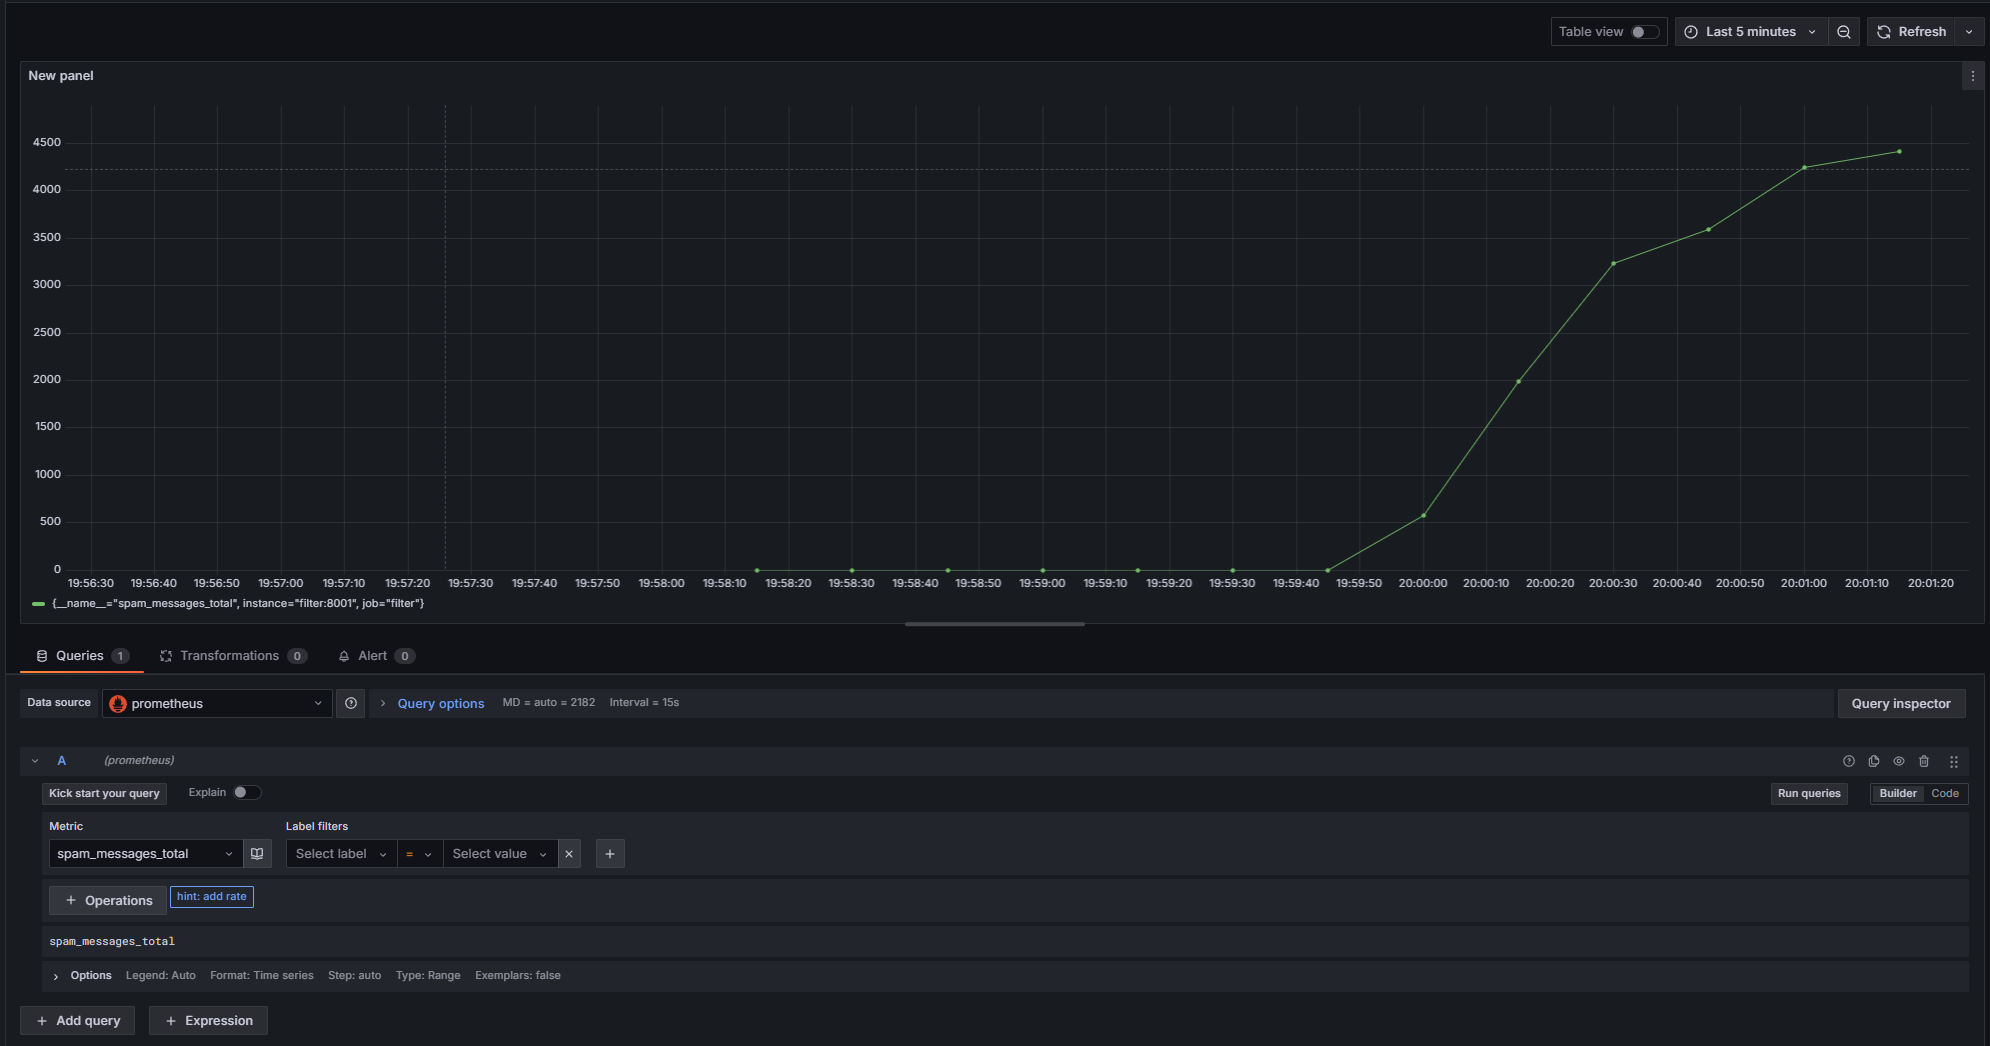 Table view Last 5 minutes Refresh
New panel
4500
4000
3500
3000
2500
2000
1500
1000
500
0
19:56:30 19:56:40 19:56:50 19:57:00 19:57:10 19:57:20 19:57:30 19:57:40 19:57:50 19:58:00 19:58:10 19:58:20 19:58:30 19:58:40 19:58:50 19:59:00 19:59:10 19:59:20 19:59:30 19:59:40 19:59:50 20:00:00 20:00:10 20:00:20 20:00:30 20:00:40 20:00:50 20:01:00 20:01:10 20:01:20
{__name__="spam_messages_total", instance="filter:8001", job="filter"}
Queries 1 Transformations 0 Alert 0
Data source prometheus Query options MD = auto = 2182 Interval = 15s Query inspector
A (prometheus)
Kick start your query Explain Run queries Builder Code
Metric Label filters
spam_messages_total Select label = Select value
+ Operations hint: add rate
spam_messages_total
Options Legend: Auto Format: Time series Step: auto Type: Range Exemplars: false
+ Add query + Expression